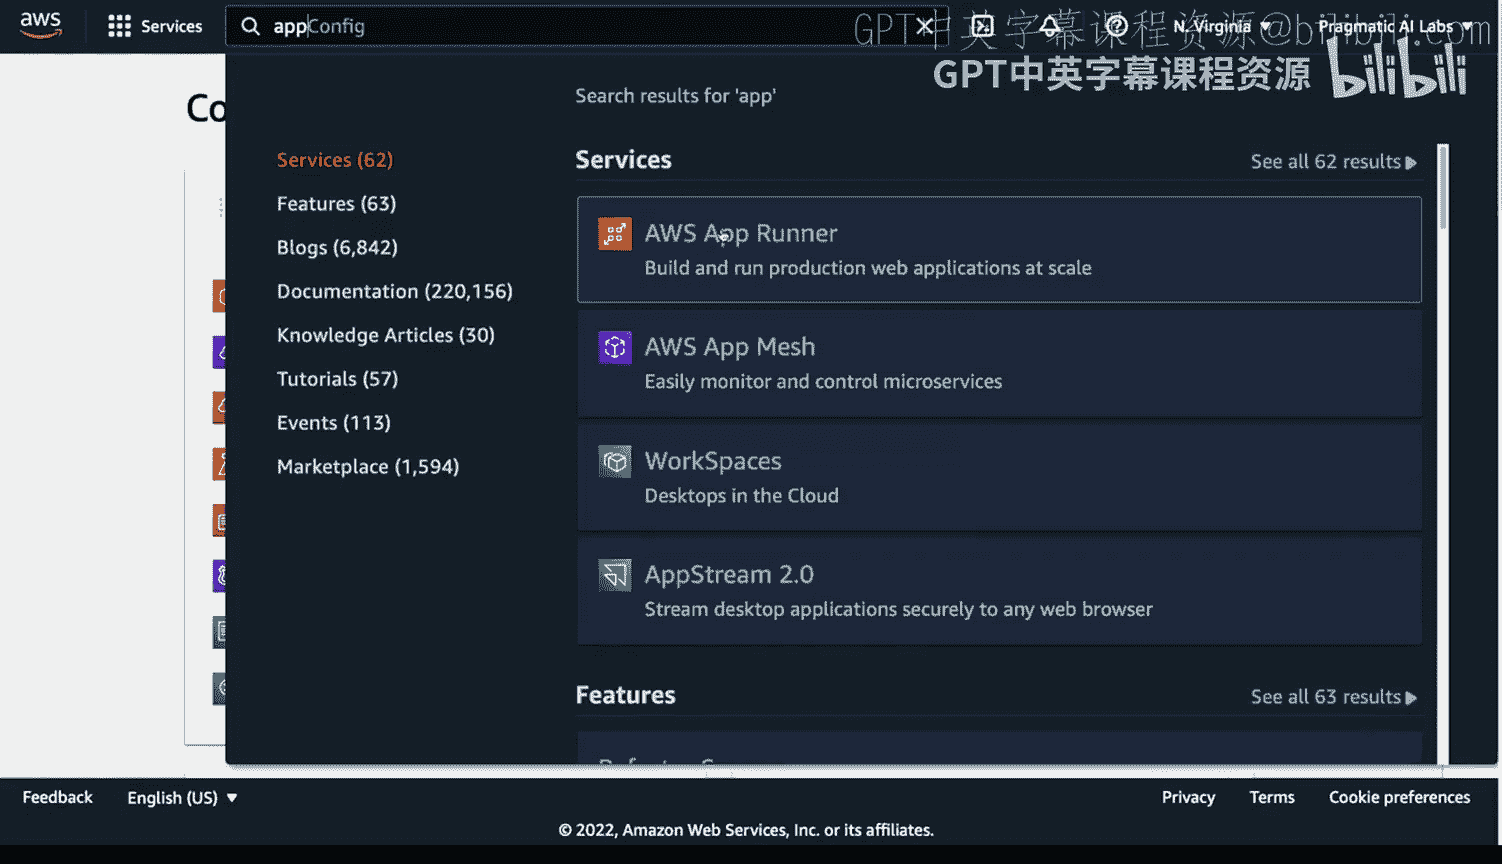 aws
Services
appConfig
N. Virginia
Pragmatic AI Labs
GPT中英字幕课程资源@bilibili.com
GPT中英字幕课程资源
bilibili
Co
Search results for 'app'
Services (62)
Features (63)
Blogs (6,842)
Documentation (220,156)
Knowledge Articles (30)
Tutorials (57)
Events (113)
Marketplace (1,594)
Services
See all 62 results
AWS App Runner
Build and run production web applications at scale
AWS App Mesh
Easily monitor and control microservices
WorkSpaces
Desktops in the Cloud
AppStream 2.0
Stream desktop applications securely to any web browser
Features
See all 63 results
Feedback
English (US)
Privacy
Terms
Cookie preferences
© 2022, Amazon Web Services, Inc. or its affiliates.